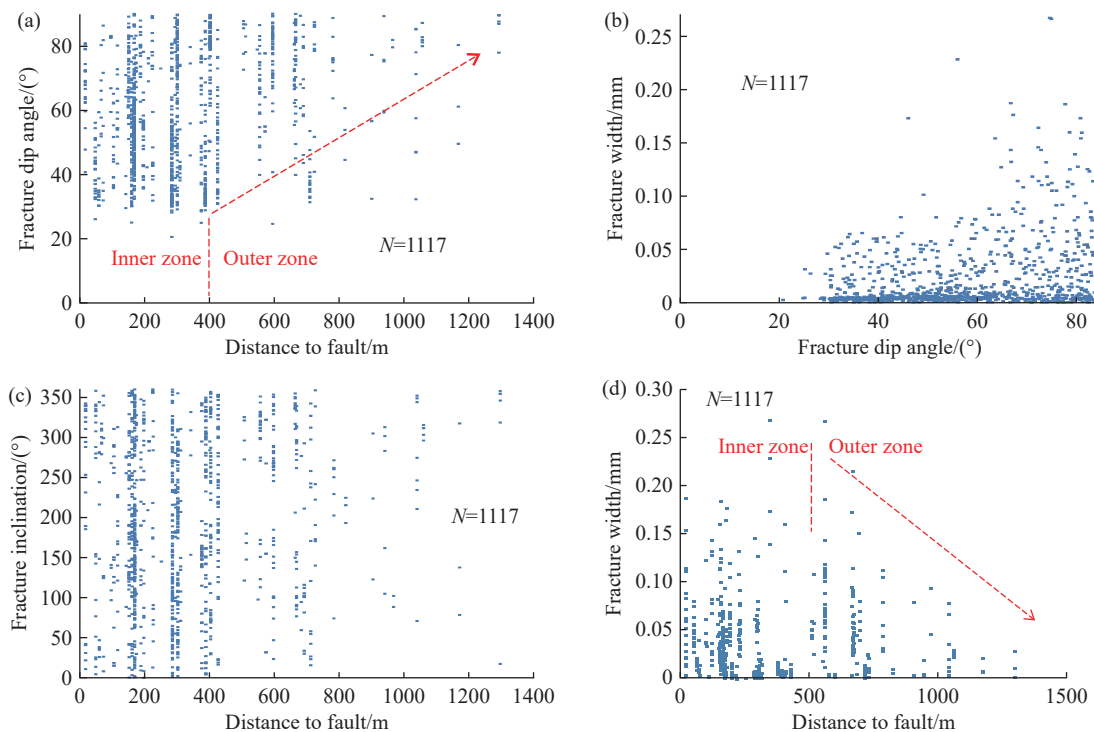 (a)
80
60
40
20
0
Fracture dip angle/(°)
Inner zone
Outer zone
N=1117
0 200 400 600 800 1000 1200 1400
Distance to fault/m
(b)
0.25
0.20
0.15
0.10
0.05
0
Fracture width/mm
N=1117
0 20 40 60 80
Fracture dip angle/(°)
(c)
350
300
250
200
150
100
50
0
Fracture inclination/(°)
N=1117
0 200 400 600 800 1000 1200 1400
Distance to fault/m
(d)
0.30
0.25
0.20
0.15
0.10
0.05
0
Fracture width/mm
N=1117
Inner zone
Outer zone
0 500 1000 1500
Distance to fault/m